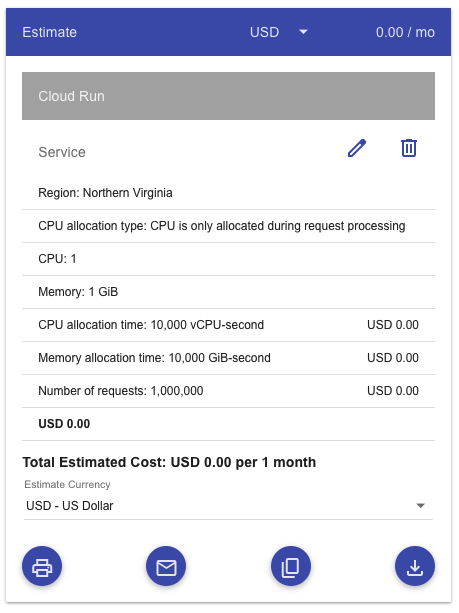 Estimate USD 0.00 / mo
Cloud Run
Service
Region: Northern Virginia
CPU allocation type: CPU is only allocated during request processing
CPU: 1
Memory: 1 GiB
CPU allocation time: 10,000 vCPU-second USD 0.00
Memory allocation time: 10,000 GiB-second USD 0.00
Number of requests: 1,000,000 USD 0.00
USD 0.00
Total Estimated Cost: USD 0.00 per 1 month
Estimate Currency
USD - US Dollar